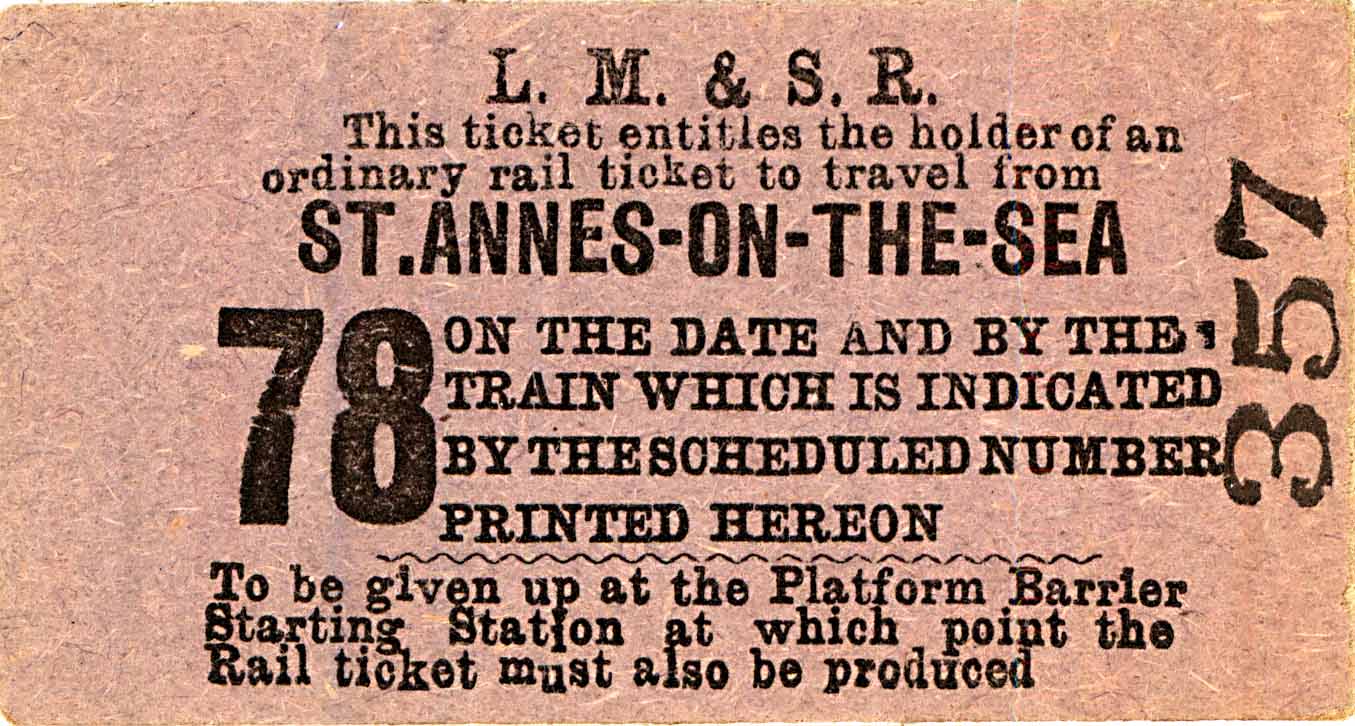 L. M. & S. R.
This ticket entitles the holder of an
ordinary rail ticket to travel from
ST. ANNES-ON-THE-SEA
78
ON THE DATE AND BY THE
TRAIN WHICH IS INDICATED
BY THE SCHEDULED NUMBER
PRINTED HEREON
To be given up at the Platform Barrier
Starting Station at which point the
Rail ticket must also be produced
357